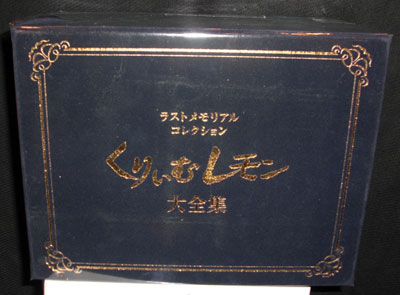 ラストメモリアル
コレクション
くりぃむレモン
大全集